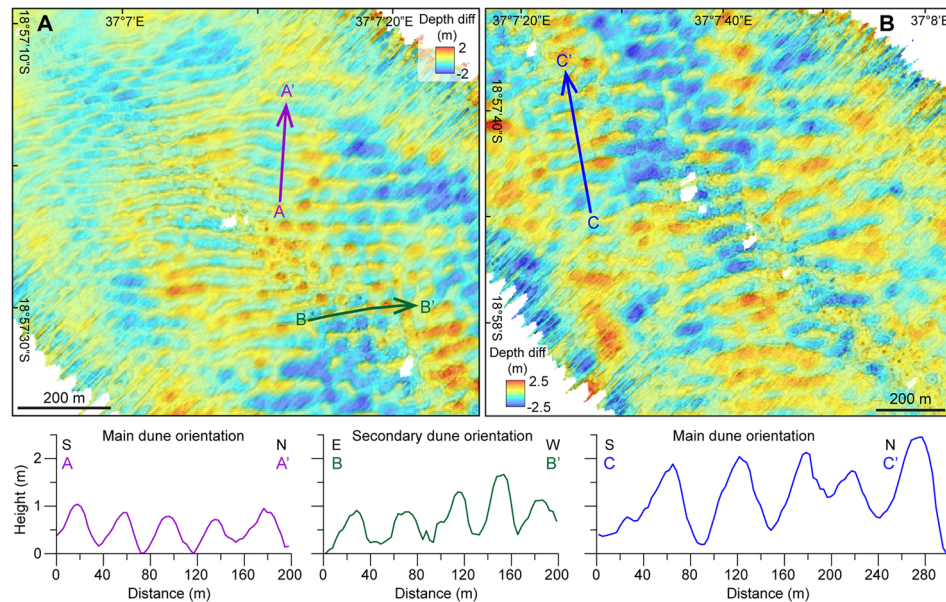 A
37°7'E
37°7'20"E
18°57'10"S
Depth diff
(m)
2
-2
A'
A
B
B'
18°57'30"S
200 m
37°7'20"E
37°7'40"E
37°8'E
B
C'
18°57'40"S
C
18°58'S
Depth diff
(m)
2.5
-2.5
200 m
S Main dune orientation N
A A'
E Secondary dune orientation W
B B'
S Main dune orientation N
C C'
Height (m)
2
1
0
0 40 80 120 160 200
Distance (m)
0 40 80 120 160 200
Distance (m)
0 40 80 120 160 200 240 280
Distance (m)